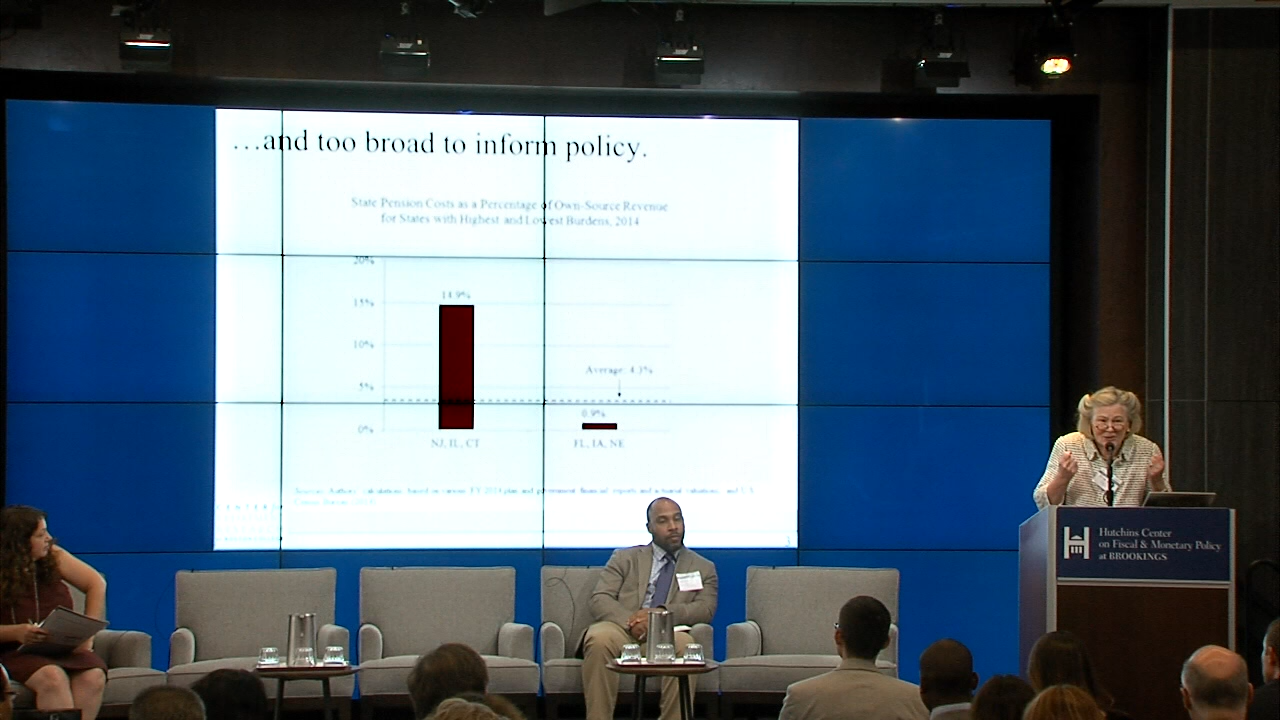 …and too broad to inform policy.
State Pension Costs as a Percentage of Own-Source Revenue
for States with Highest and Lowest Burdens, 2014
20%
14.9%
15%
10%
Average: 4.3%
5%
0.9%
0%
NJ, IL, CT
FL, IA, NE
Hutchins Center
on Fiscal & Monetary Policy
at BROOKINGS